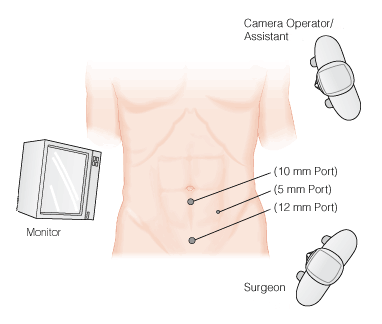 Camera Operator/
Assistant
(10 mm Port)
(5 mm Port)
(12 mm Port)
Monitor
Surgeon